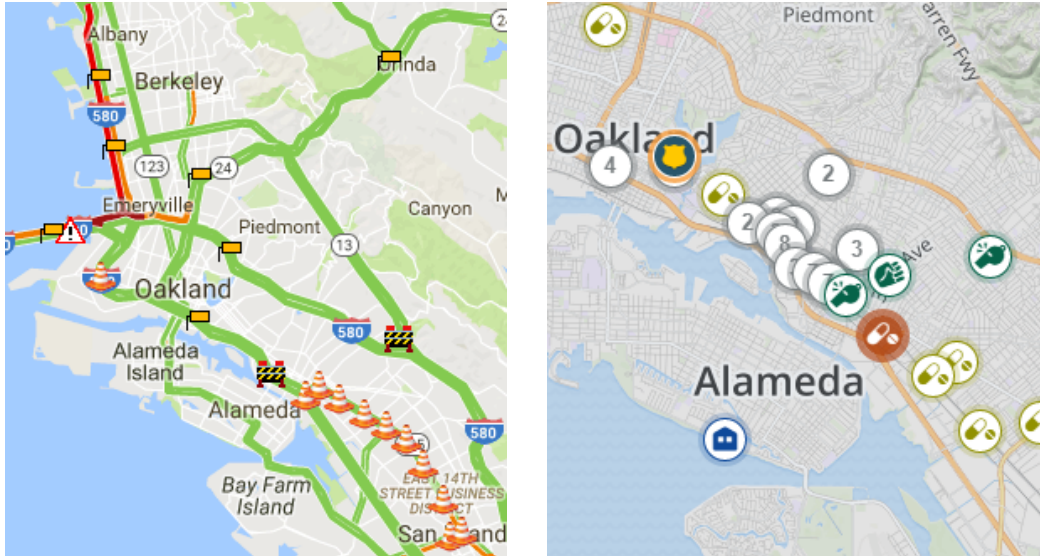 Albany
Berkeley
Orinda
24
580
123
24
Emeryville
Piedmont
Canyon
13
Oakland
580
Alameda
Island
Alameda
580
EAST 14TH
STREET BUSINESS
DISTRICT
Bay Farm
Island
Piedmont
Oakland
4
2
2
8
3
Ave
Alameda